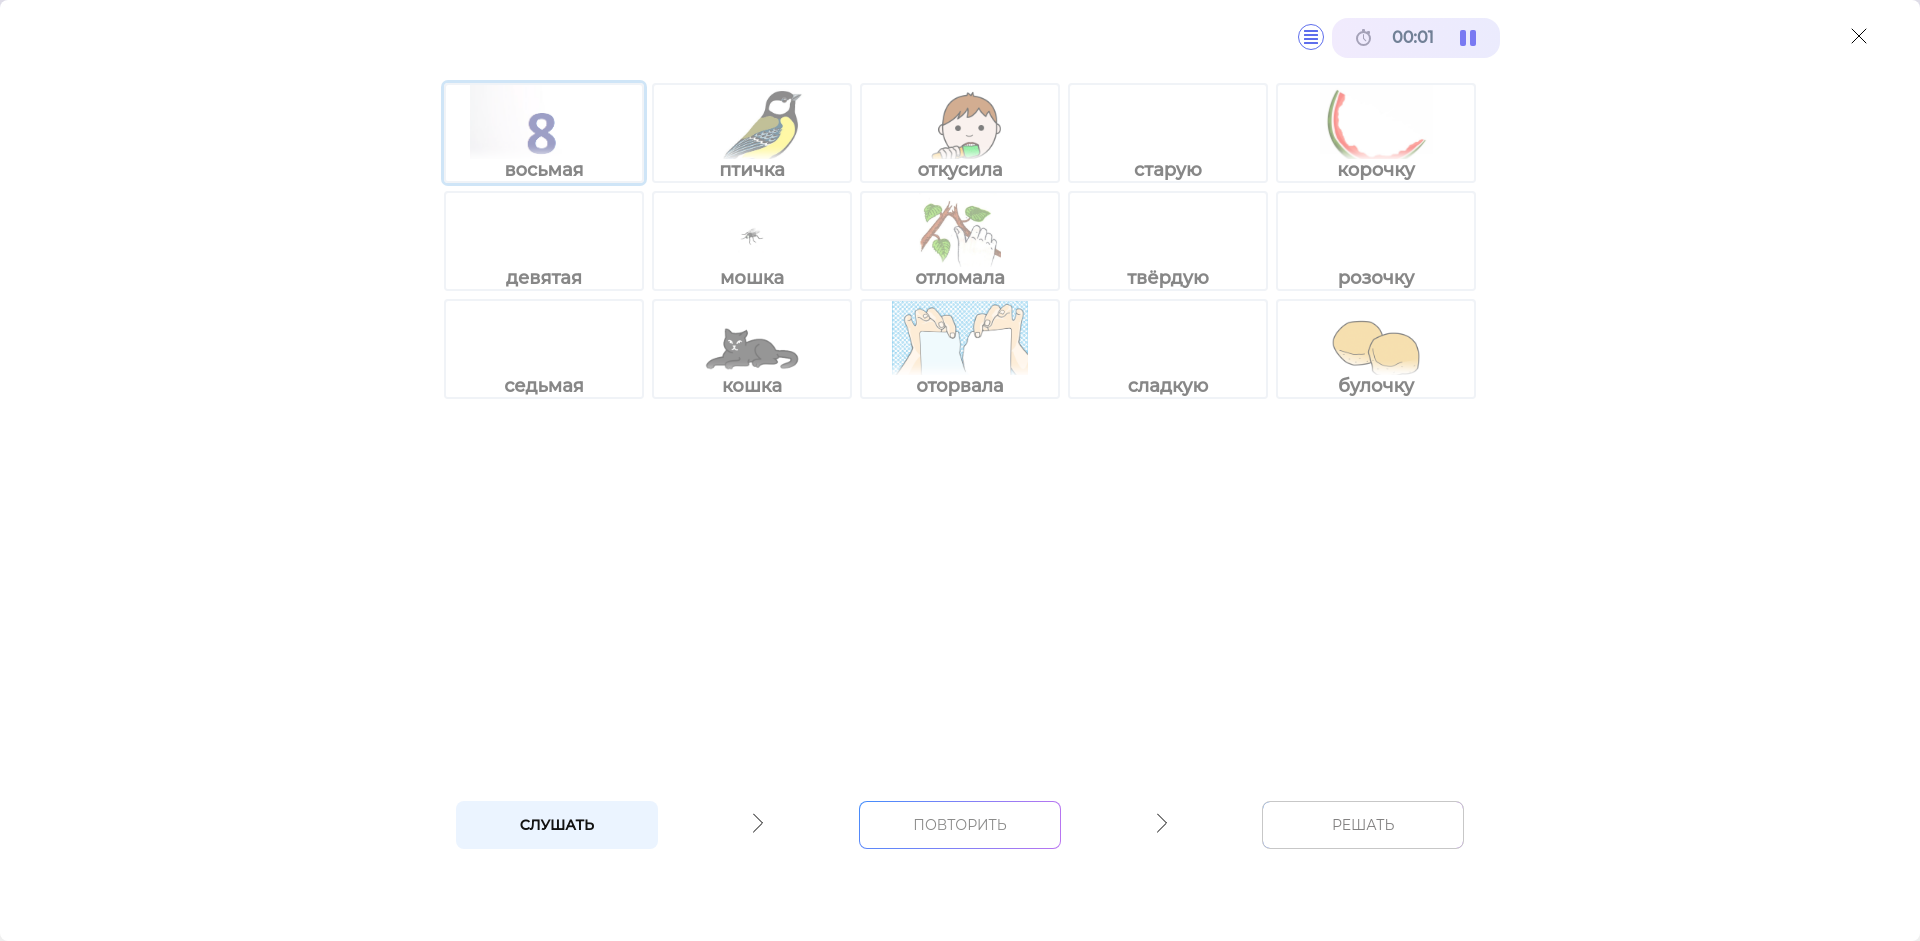 00:01
8
восьмая птичка откусила старую корочку
девятая мошка отломала твёрдую розочку
седьмая кошка оторвала сладкую булочку
СЛУШАТЬ ПОВТОРИТЬ РЕШАТЬ